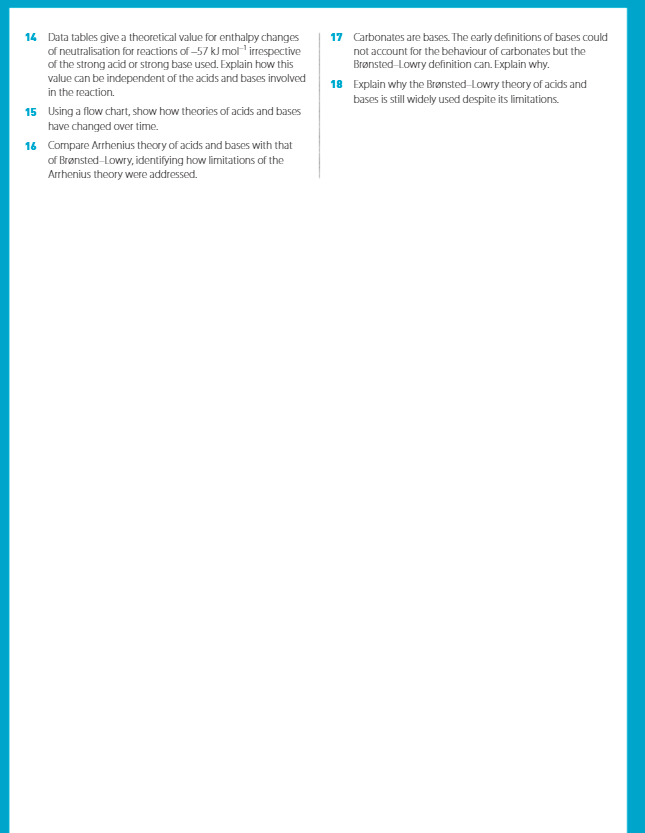 14 Data tables give a theoretical value for enthalpy changes
of neutralisation for reactions of –57 kJ mol⁻¹ irrespective
of the strong acid or strong base used. Explain how this
value can be independent of the acids and bases involved
in the reaction.
15 Using a flow chart, show how theories of acids and bases
have changed over time.
16 Compare Arrhenius theory of acids and bases with that
of Brønsted–Lowry, identifying how limitations of the
Arrhenius theory were addressed.
17 Carbonates are bases. The early definitions of bases could
not account for the behaviour of carbonates but the
Brønsted–Lowry definition can. Explain why.
18 Explain why the Brønsted–Lowry theory of acids and
bases is still widely used despite its limitations.